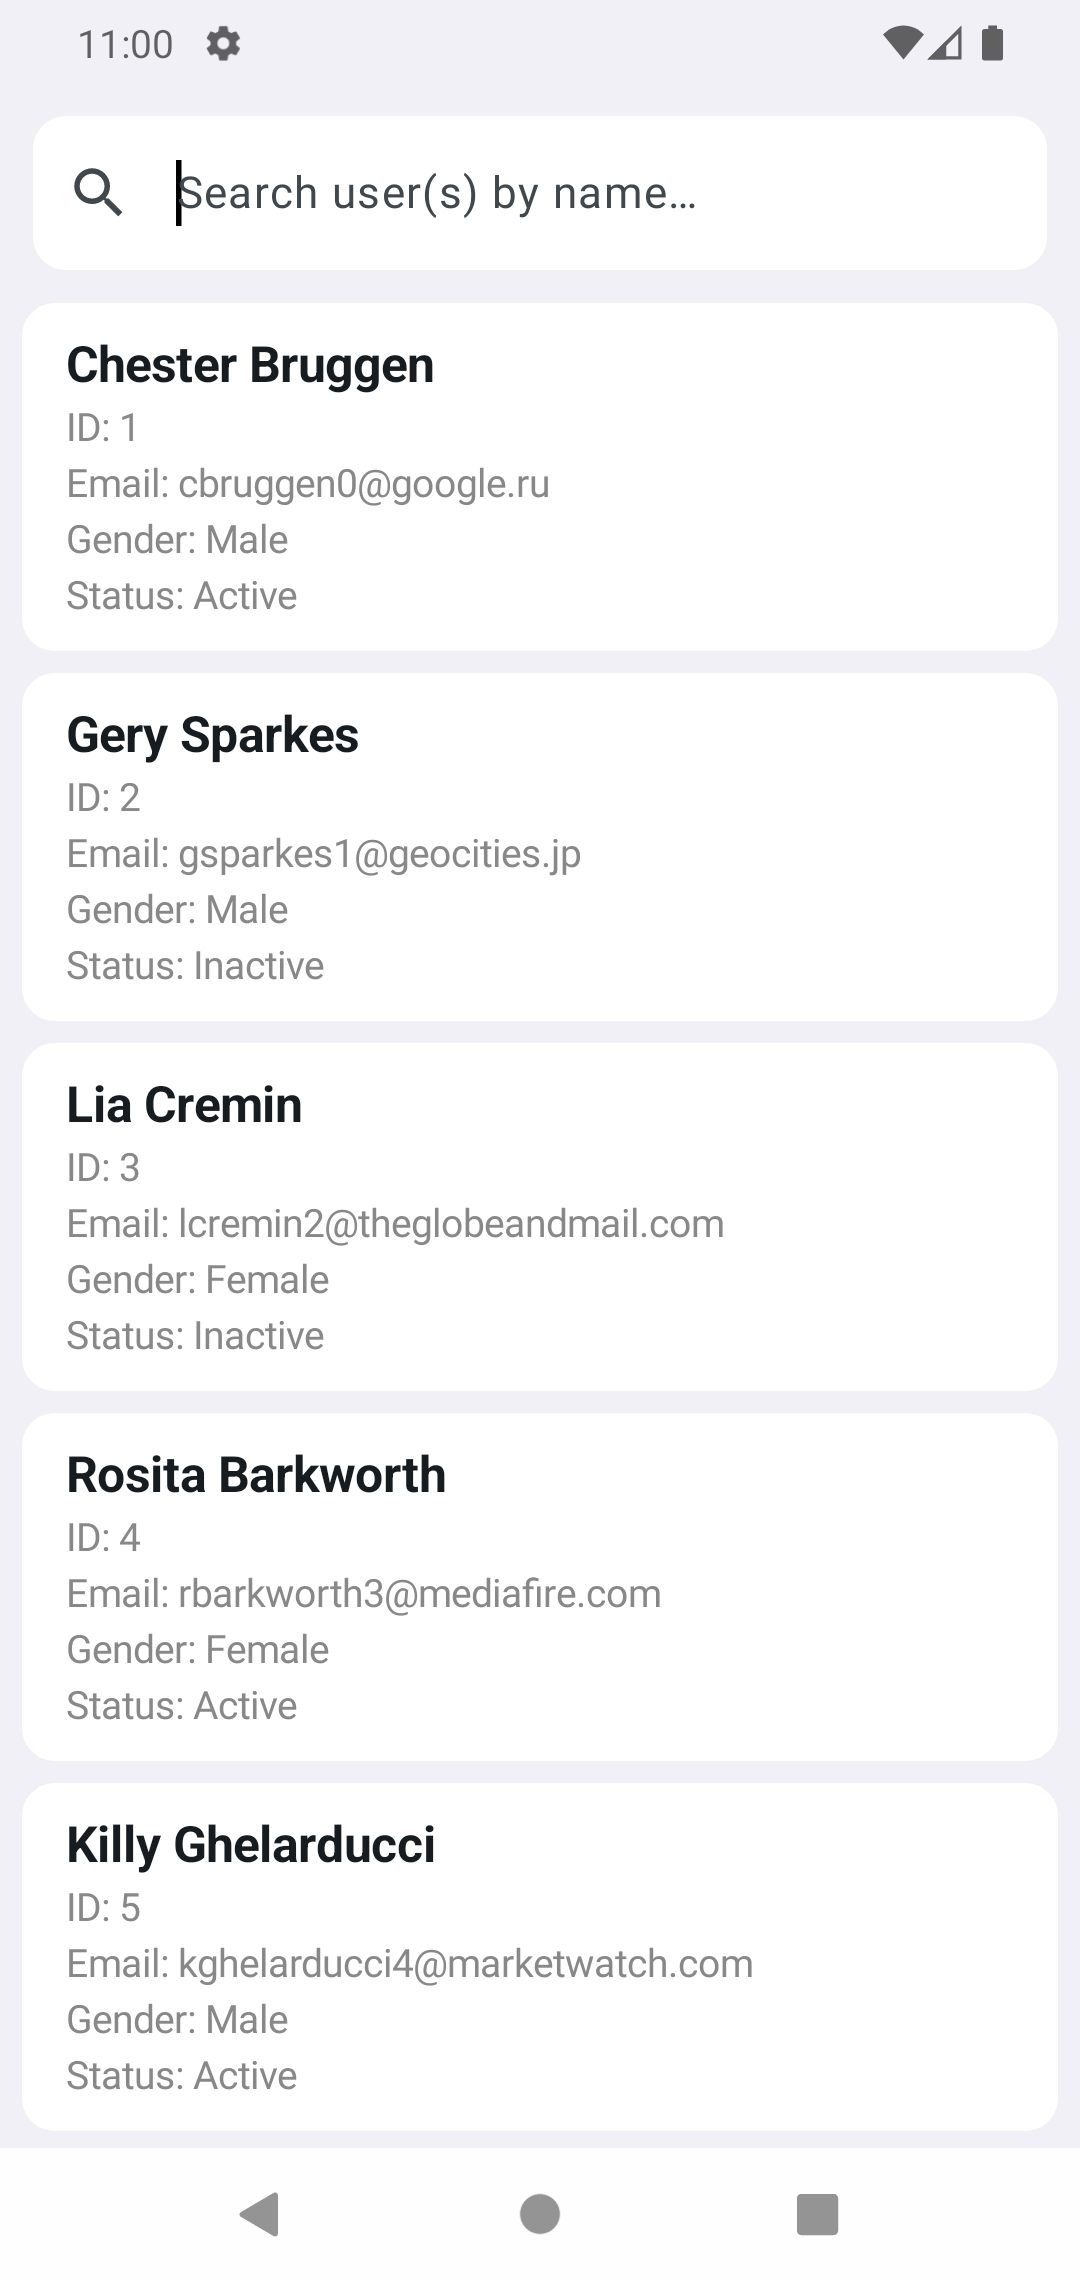 11:00
Search user(s) by name…
Chester Bruggen
ID: 1
Email: cbruggen0@google.ru
Gender: Male
Status: Active
Gery Sparkes
ID: 2
Email: gsparkes1@geocities.jp
Gender: Male
Status: Inactive
Lia Cremin
ID: 3
Email: lcremin2@theglobeandmail.com
Gender: Female
Status: Inactive
Rosita Barkworth
ID: 4
Email: rbarkworth3@mediafire.com
Gender: Female
Status: Active
Killy Ghelarducci
ID: 5
Email: kghelarducci4@marketwatch.com
Gender: Male
Status: Active